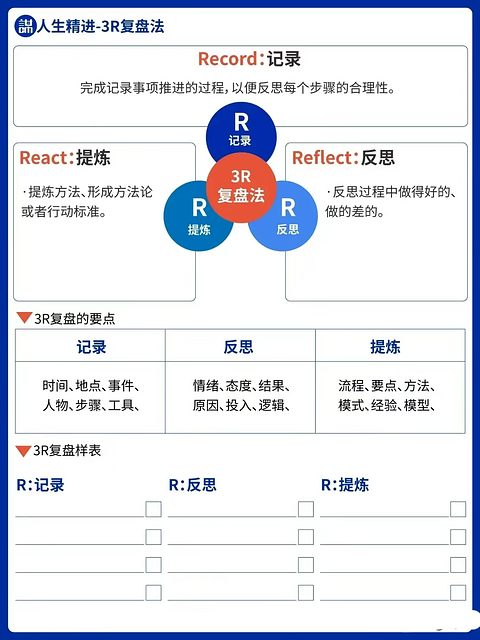 謀 人生精进-3R复盘法
Record：记录
完成记录事项推进的过程，以便反思每个步骤的合理性。
R
记录
React：提炼
·提炼方法、形成方法论
或者行动标准。
3R
复盘法
R
提炼
R
反思
Reflect：反思
·反思过程中做得好的、
做的差的。
3R复盘的要点
记录 反思 提炼
时间、地点、事件、 情绪、态度、结果、 流程、要点、方法、
人物、步骤、工具、 原因、投入、逻辑、 模式、经验、模型、
3R复盘样表
R：记录 R：反思 R：提炼